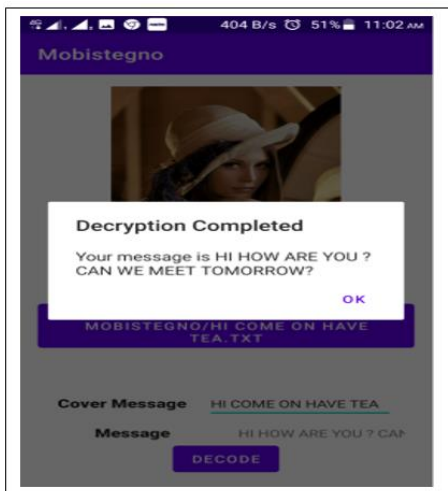 4G 404 B/s 51% 11:02 AM
Mobistegno
Decryption Completed
Your message is HI HOW ARE YOU ?
CAN WE MEET TOMORROW?
OK
MOBISTEGNO/HI COME ON HAVE
TEA.TXT
Cover Message HI COME ON HAVE TEA
Message HI HOW ARE YOU ? CAN
DECODE